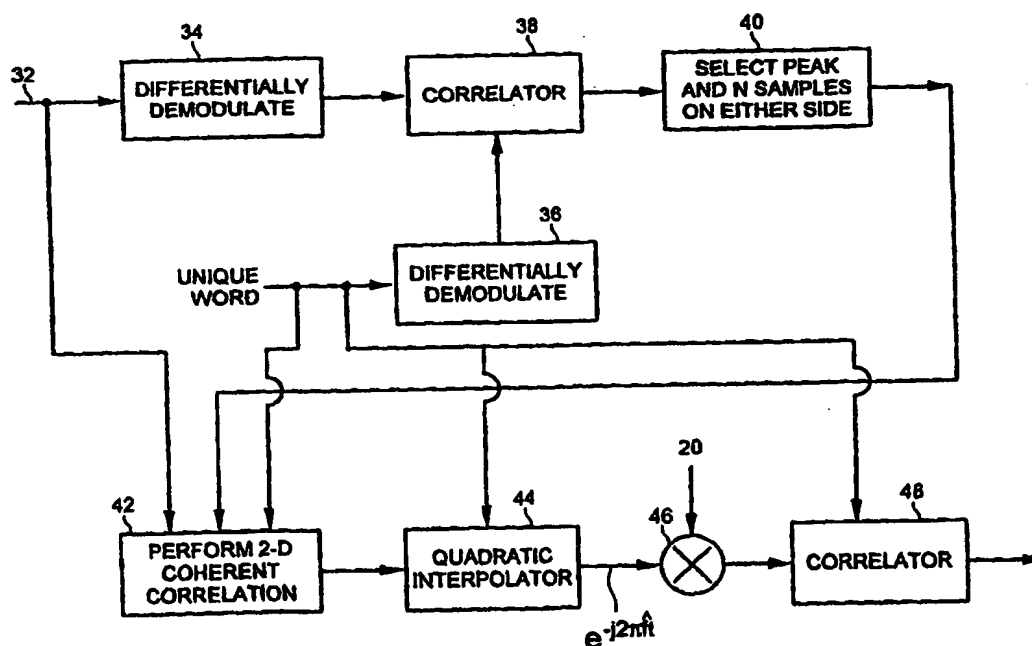 34
38
40
32
DIFFERENTIALLY
DEMODULATE
CORRELATOR
SELECT PEAK
AND N SAMPLES
ON EITHER SIDE
36
UNIQUE
WORD
DIFFERENTIALLY
DEMODULATE
42
44
20
46
48
PERFORM 2-D
COHERENT
CORRELATION
QUADRATIC
INTERPOLATOR
CORRELATOR
e^-j2πf̂t